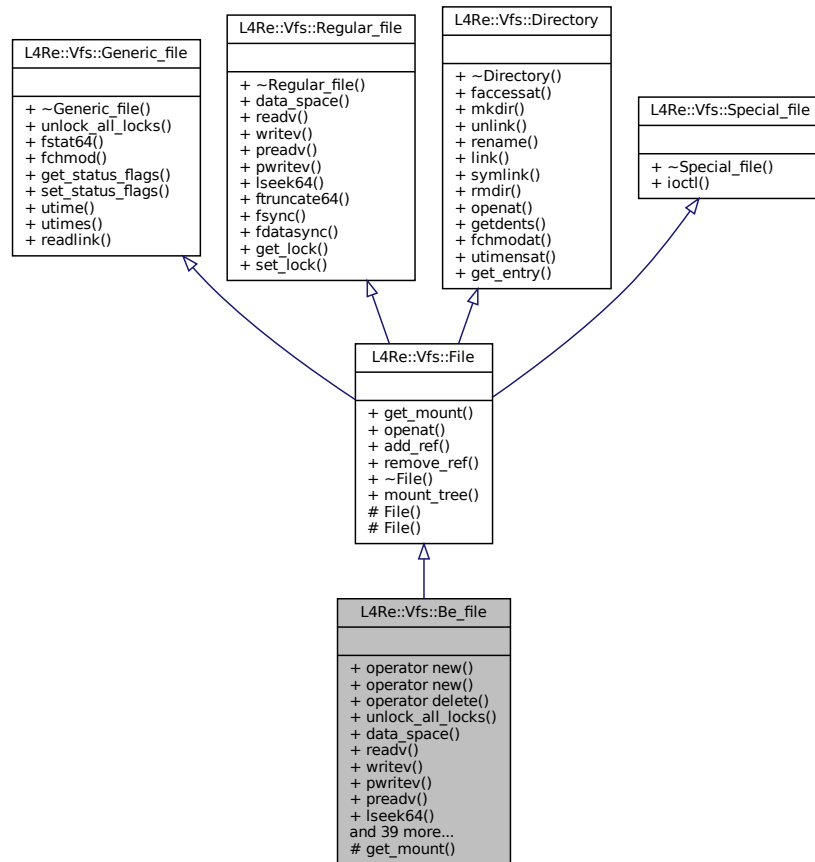 L4Re::Vfs::Generic_file
+ ~Generic_file()
+ unlock_all_locks()
+ fstat64()
+ fchmod()
+ get_status_flags()
+ set_status_flags()
+ utime()
+ utimes()
+ readlink()
L4Re::Vfs::Regular_file
+ ~Regular_file()
+ data_space()
+ readv()
+ writev()
+ preadv()
+ pwritev()
+ lseek64()
+ ftruncate64()
+ fsync()
+ fdatasync()
+ get_lock()
+ set_lock()
L4Re::Vfs::Directory
+ ~Directory()
+ faccessat()
+ mkdir()
+ unlink()
+ rename()
+ link()
+ symlink()
+ rmdir()
+ openat()
+ getdents()
+ fchmodat()
+ utimensat()
+ get_entry()
L4Re::Vfs::Special_file
+ ~Special_file()
+ ioctl()
L4Re::Vfs::File
+ get_mount()
+ openat()
+ add_ref()
+ remove_ref()
+ ~File()
+ mount_tree()
# File()
# File()
L4Re::Vfs::Be_file
+ operator new()
+ operator new()
+ operator delete()
+ unlock_all_locks()
+ data_space()
+ readv()
+ writev()
+ pwritev()
+ preadv()
+ lseek64()
and 39 more...
# get_mount()